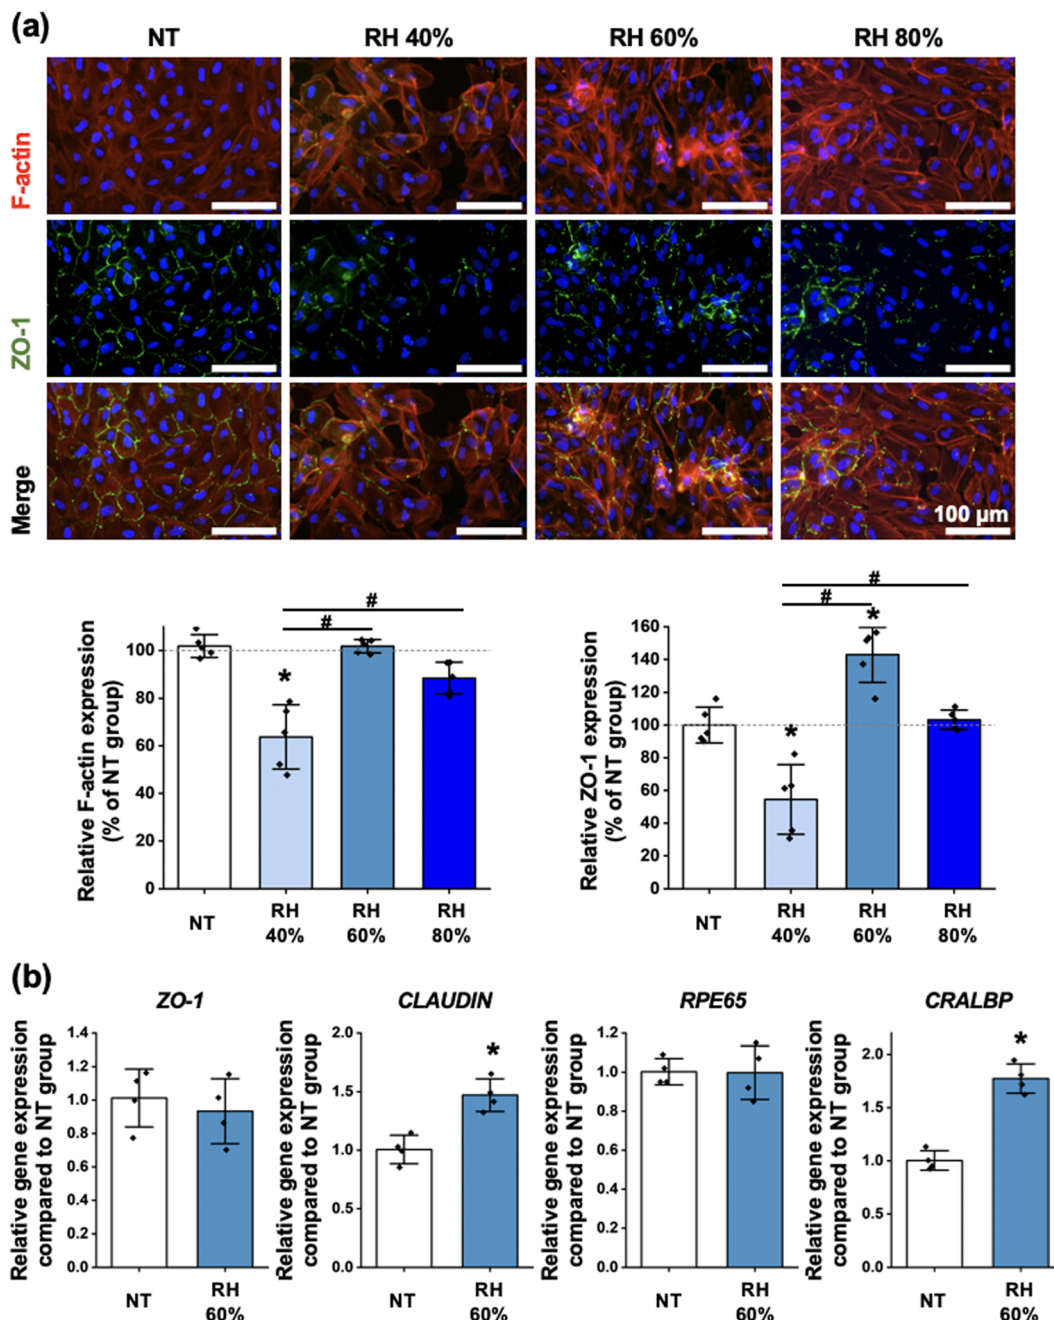 (a)
NT RH 40% RH 60% RH 80%
F-actin
ZO-1
Merge
100 μm
Relative F-actin expression
(% of NT group)
100
80
60
40
20
0
*
#
#
NT
RH
40%
RH
60%
RH
80%
Relative ZO-1 expression
(% of NT group)
160
140
120
100
80
60
40
20
0
*
*
#
#
NT
RH
40%
RH
60%
RH
80%
(b)
ZO-1
Relative gene expression
compared to NT group
1.4
1.2
1.0
0.8
0.6
0.4
0.2
0.0
NT
RH
60%
CLAUDIN
Relative gene expression
compared to NT group
2.0
1.5
1.0
0.5
0.0
*
NT
RH
60%
RPE65
Relative gene expression
compared to NT group
1.2
1.0
0.8
0.6
0.4
0.2
0.0
NT
RH
60%
CRALBP
Relative gene expression
compared to NT group
2.0
1.5
1.0
0.5
0.0
*
NT
RH
60%